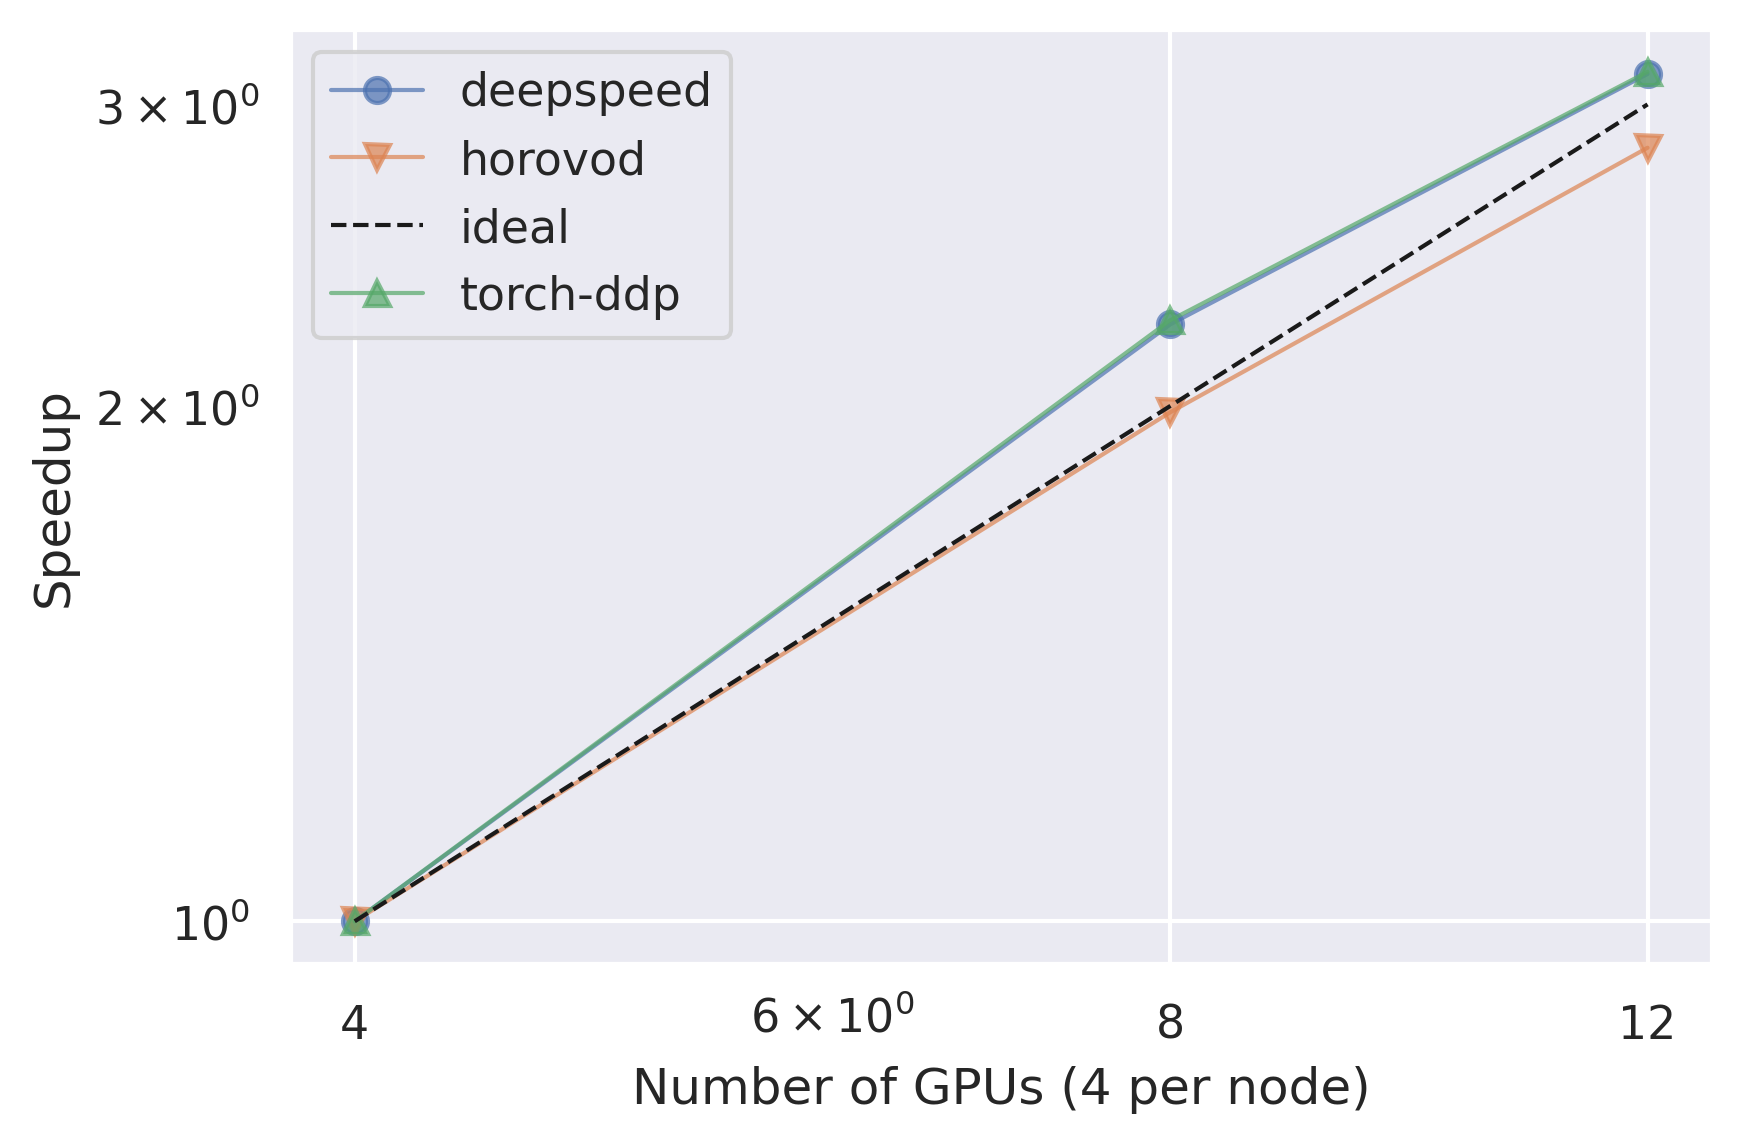 deepspeed
horovod
ideal
torch-ddp
3 × 10⁰
2 × 10⁰
10⁰
Speedup
4
6 × 10⁰
8
12
Number of GPUs (4 per node)